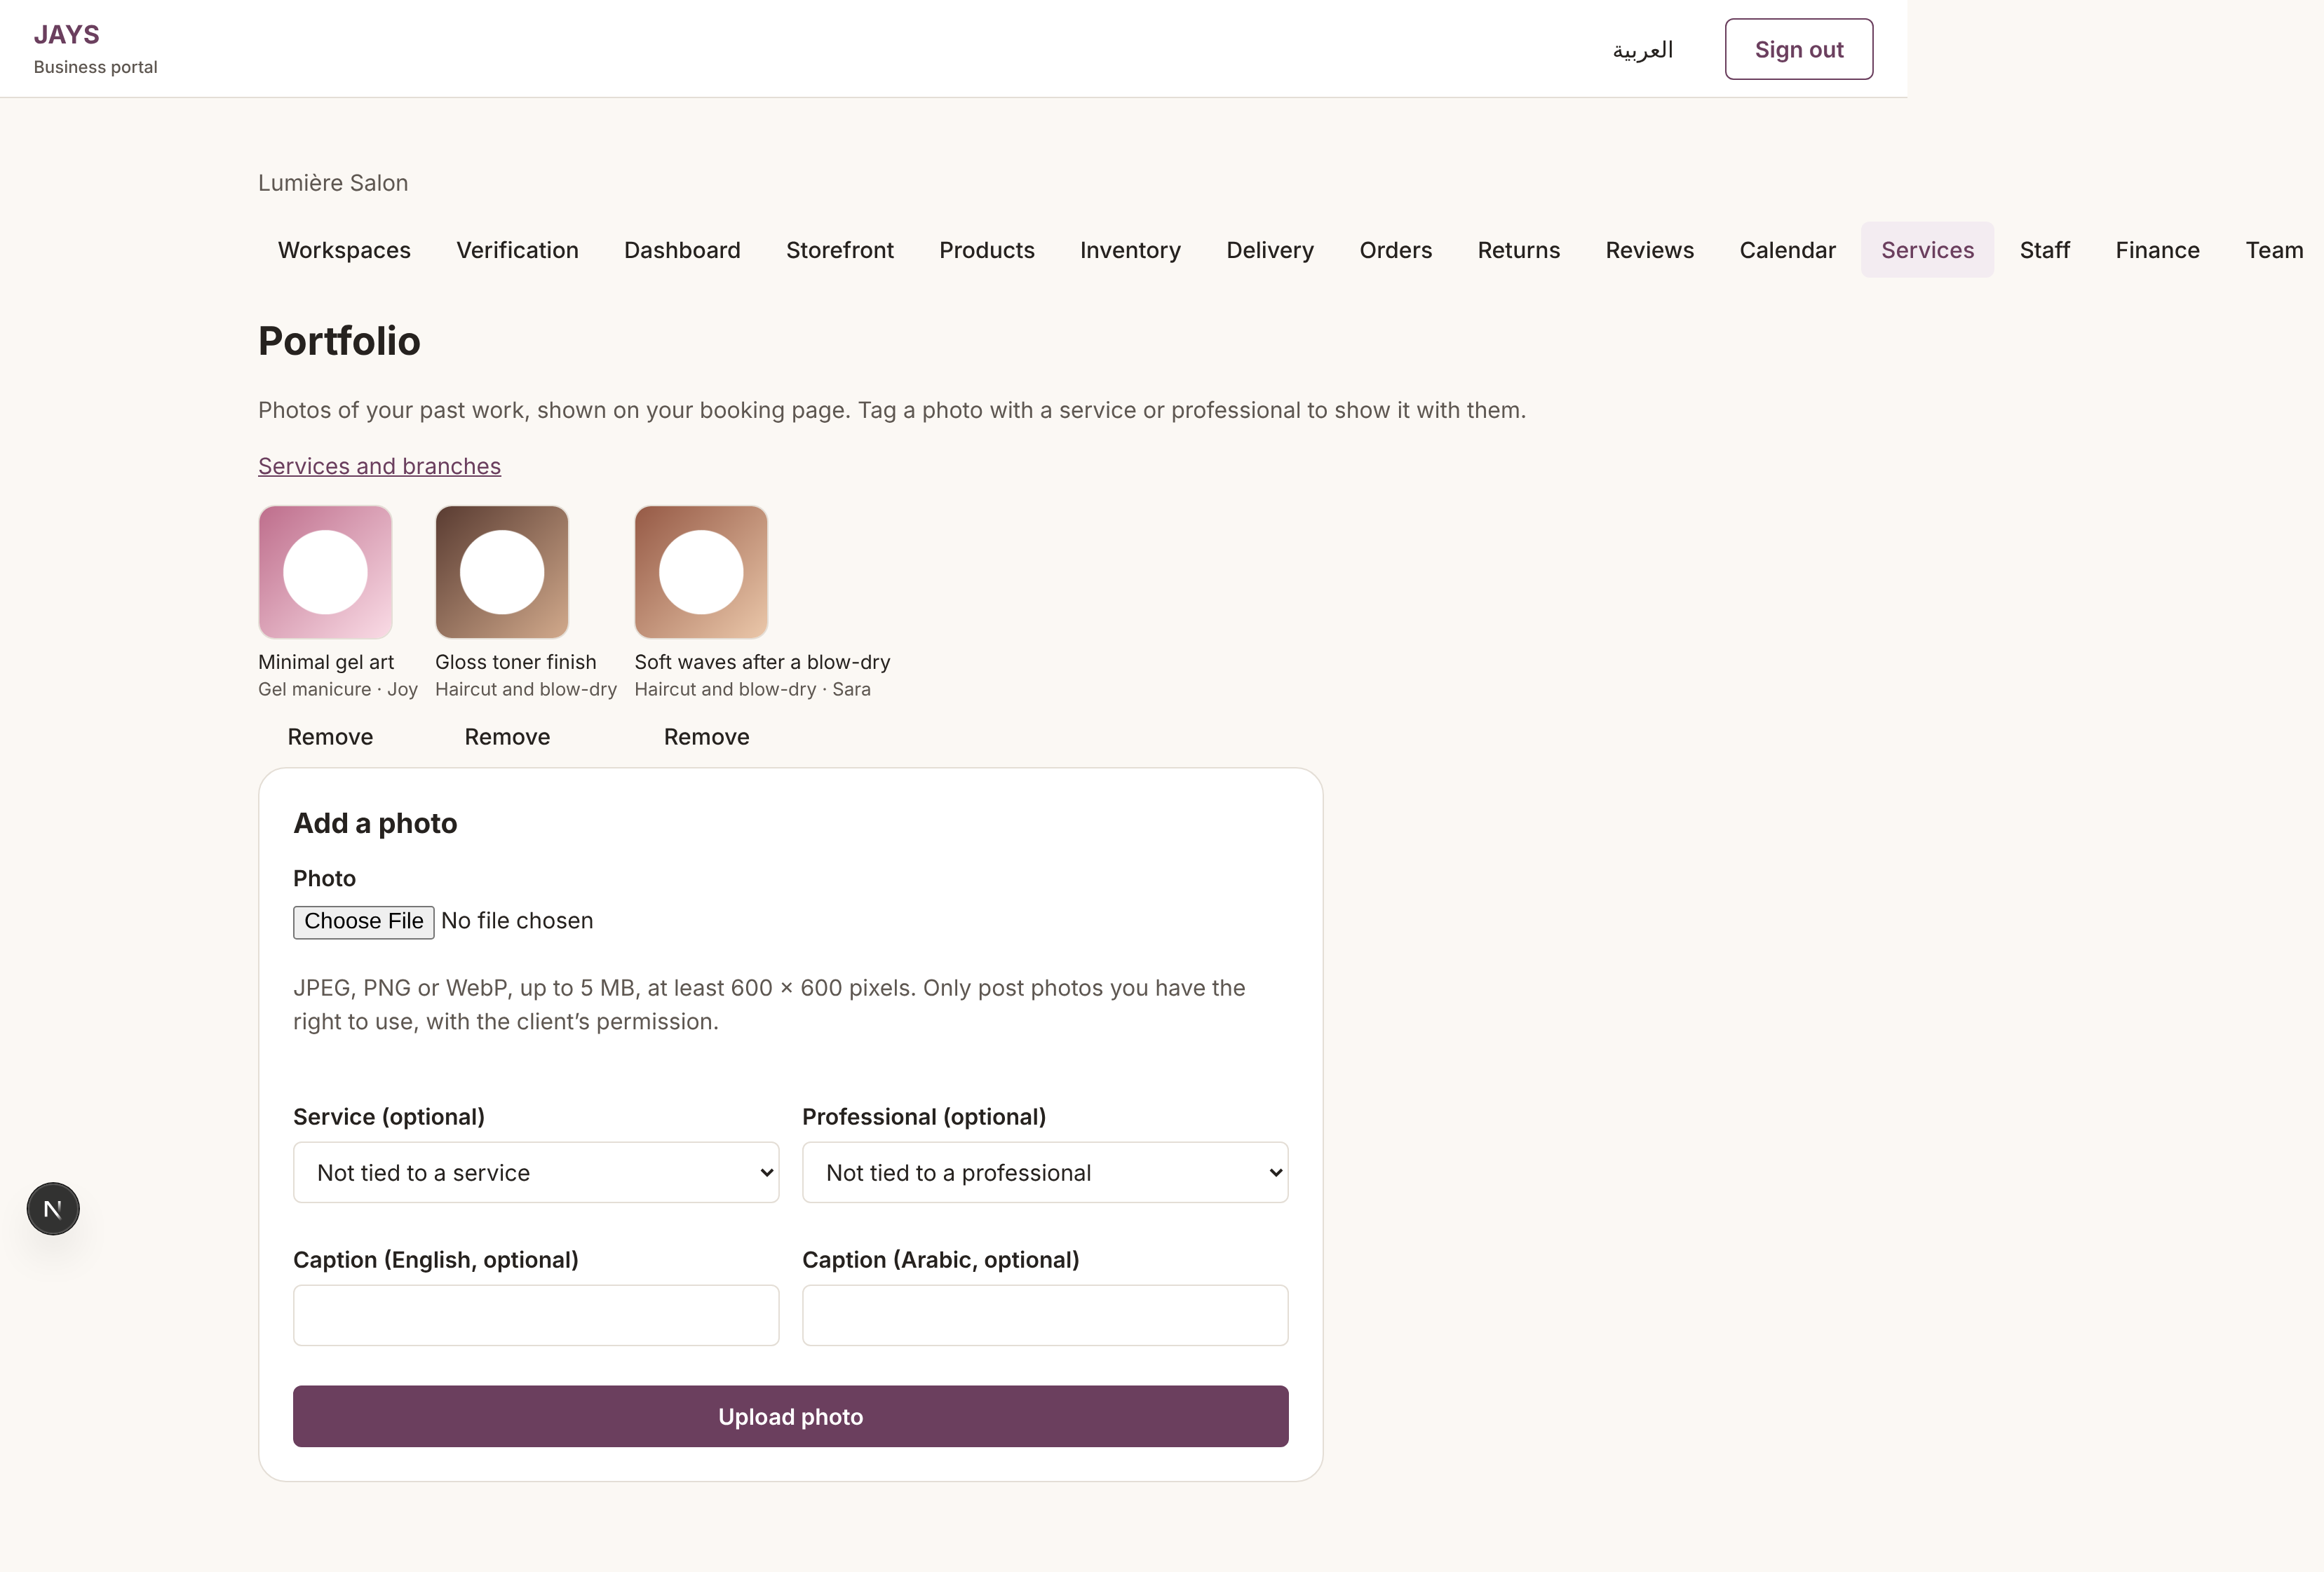 JAYS
Business portal
العربية
Sign out
Lumière Salon
Workspaces Verification Dashboard Storefront Products Inventory Delivery Orders Returns Reviews Calendar Services Staff Finance Team
Portfolio
Photos of your past work, shown on your booking page. Tag a photo with a service or professional to show it with them.
Services and branches
Minimal gel art
Gel manicure · Joy
Remove
Gloss toner finish
Haircut and blow-dry
Remove
Soft waves after a blow-dry
Haircut and blow-dry · Sara
Remove
Add a photo
Photo
Choose File No file chosen
JPEG, PNG or WebP, up to 5 MB, at least 600 × 600 pixels. Only post photos you have the
right to use, with the client’s permission.
Service (optional)
Not tied to a service
Professional (optional)
Not tied to a professional
Caption (English, optional)
Caption (Arabic, optional)
Upload photo
N